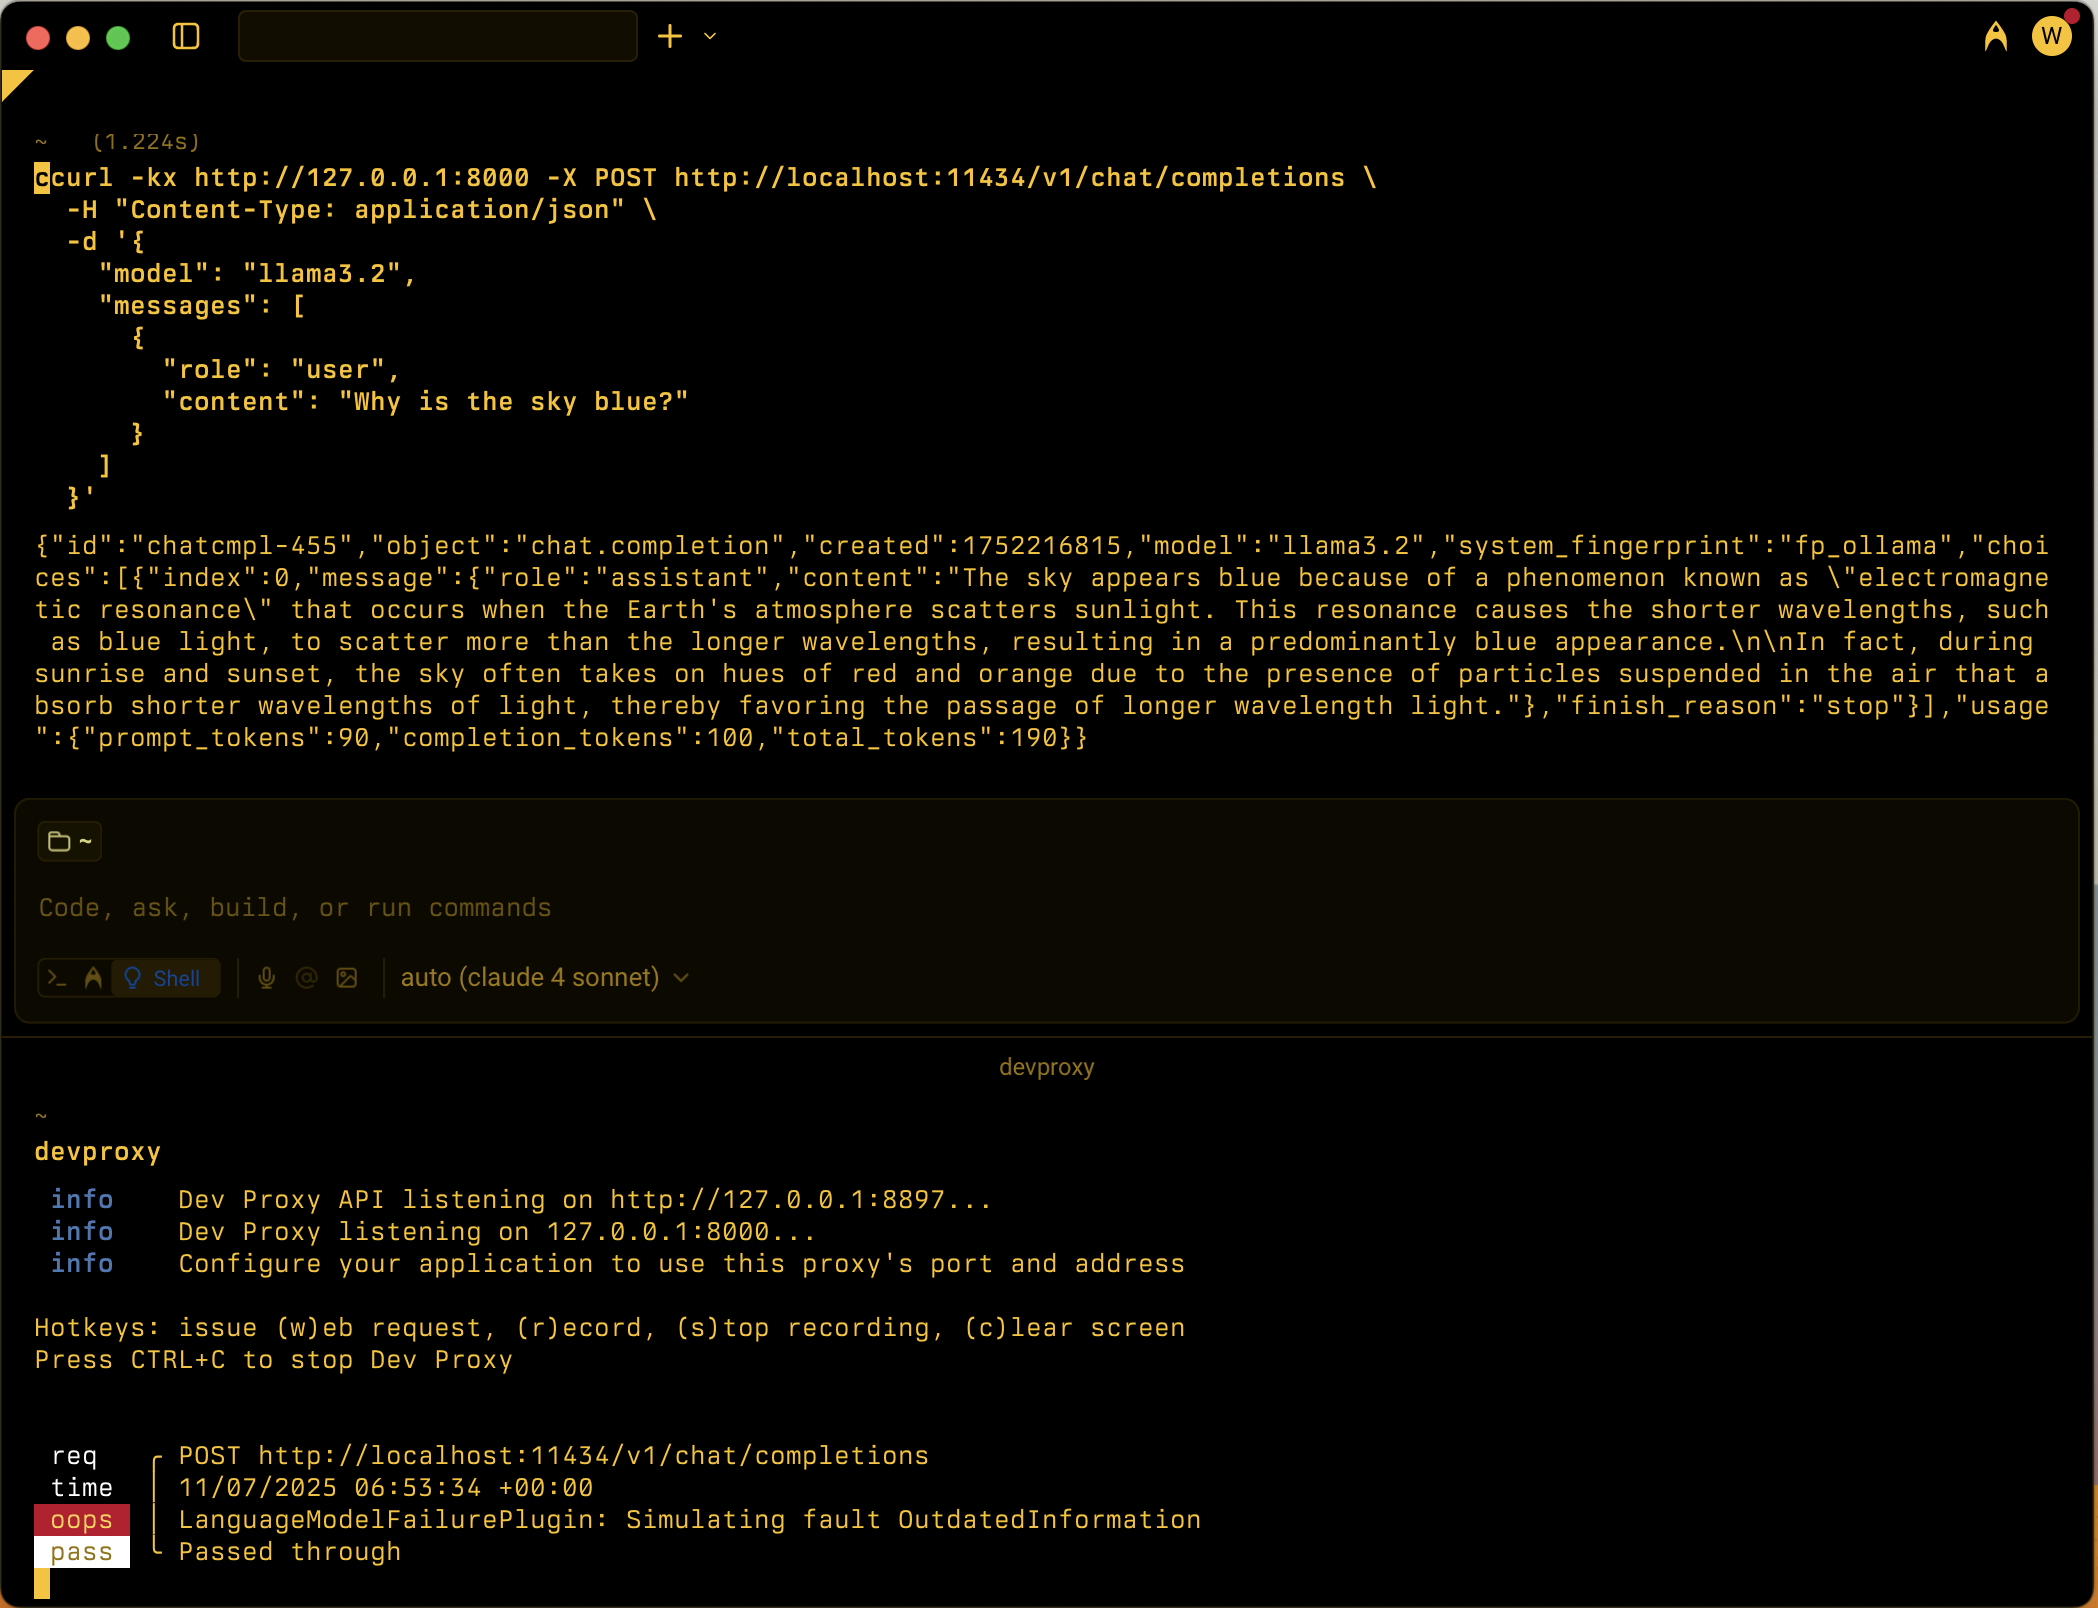 W
~ (1.224s)
ccurl -kx http://127.0.0.1:8000 -X POST http://localhost:11434/v1/chat/completions \
-H "Content-Type: application/json" \
-d '{
"model": "llama3.2",
"messages": [
{
"role": "user",
"content": "Why is the sky blue?"
}
]
}'
{"id":"chatcmpl-455","object":"chat.completion","created":1752216815,"model":"llama3.2","system_fingerprint":"fp_ollama","choi
ces":[{"index":0,"message":{"role":"assistant","content":"The sky appears blue because of a phenomenon known as \"electromagne
tic resonance\" that occurs when the Earth's atmosphere scatters sunlight. This resonance causes the shorter wavelengths, such
as blue light, to scatter more than the longer wavelengths, resulting in a predominantly blue appearance.\n\nIn fact, during
sunrise and sunset, the sky often takes on hues of red and orange due to the presence of particles suspended in the air that a
bsorb shorter wavelengths of light, thereby favoring the passage of longer wavelength light."},"finish_reason":"stop"}],"usage
":{"prompt_tokens":90,"completion_tokens":100,"total_tokens":190}}
~
Code, ask, build, or run commands
Shell
auto (claude 4 sonnet)
devproxy
~
devproxy
info Dev Proxy API listening on http://127.0.0.1:8897...
info Dev Proxy listening on 127.0.0.1:8000...
info Configure your application to use this proxy's port and address
Hotkeys: issue (w)eb request, (r)ecord, (s)top recording, (c)lear screen
Press CTRL+C to stop Dev Proxy
req POST http://localhost:11434/v1/chat/completions
time 11/07/2025 06:53:34 +00:00
oops LanguageModelFailurePlugin: Simulating fault OutdatedInformation
pass Passed through